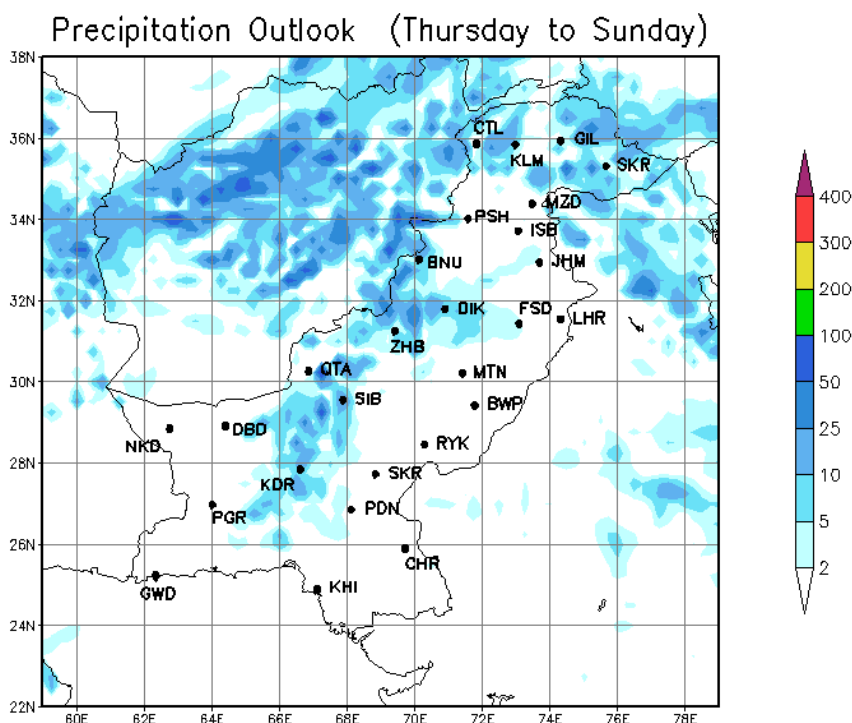 Precipitation Outlook (Thursday to Sunday)
38N
36N
34N
32N
30N
28N
26N
24N
22N
60E 62E 64E 66E 68E 70E 72E 74E 76E 78E
CTL
GIL
KLM
SKR
MZD
PSH
ISB
BNU
JHM
DIK
FSD
LHR
ZHB
QTA
MTN
SIB
BWP
DBD
NKD
RYK
KDR
SKR
PGR
PDN
CHR
GWD
KHI
400
300
200
100
50
25
10
5
2